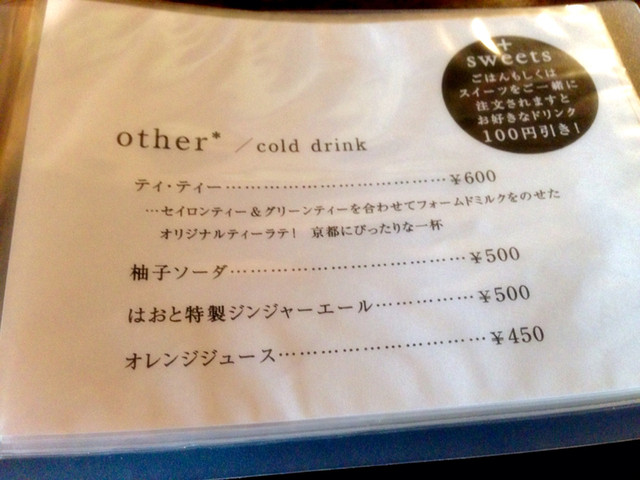 +
sweets
ごはんもしくは
スイーツをご一緒に
注文されますと
お好きなドリンク
100円引き!
other* ／cold drink
ティ・ティー……………………………¥600
…セイロンティー＆グリーンティーを合わせてフォームドミルクをのせた
オリジナルティーラテ! 京都にぴったりな一杯
柚子ソーダ……………………………¥500
はおと特製ジンジャーエール……………¥500
オレンジジュース…………………………¥450